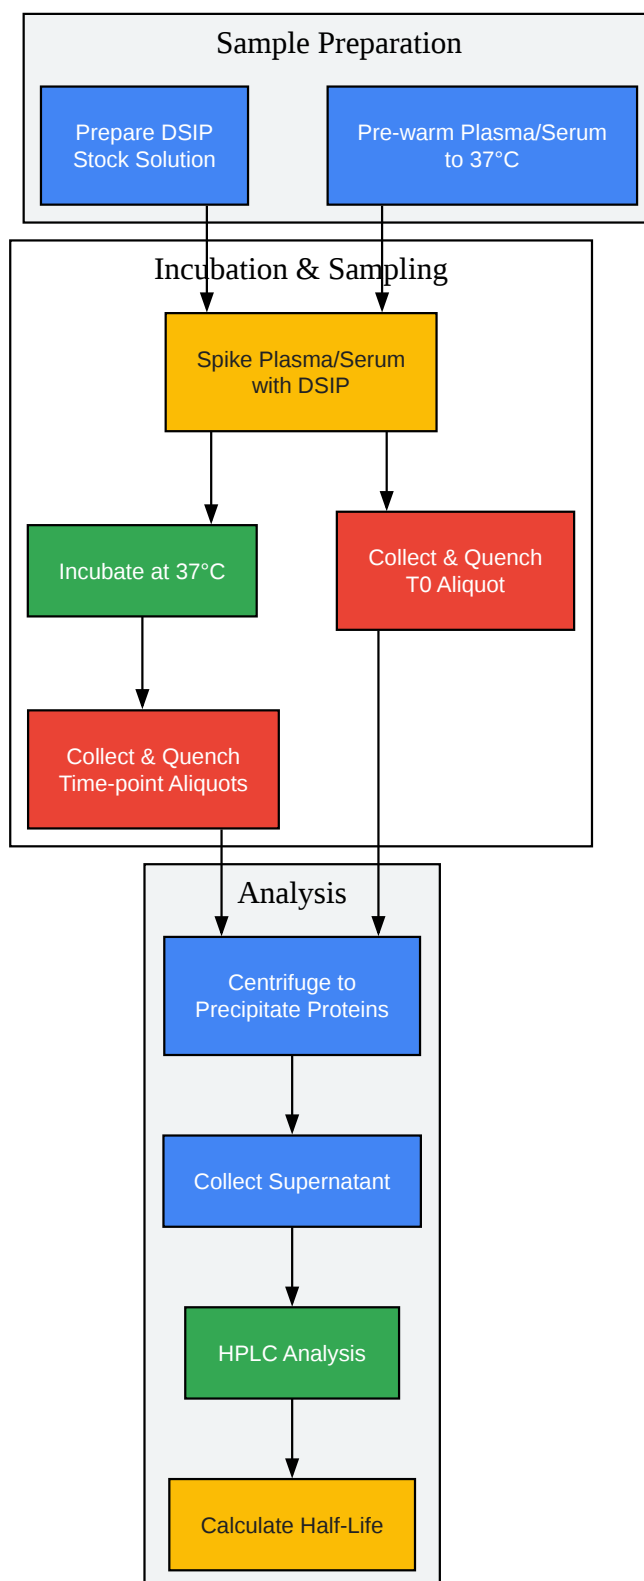 Sample Preparation
Prepare DSIP
Stock Solution
Pre-warm Plasma/Serum
to 37°C
Incubation & Sampling
Spike Plasma/Serum
with DSIP
Incubate at 37°C
Collect & Quench
T0 Aliquot
Collect & Quench
Time-point Aliquots
Analysis
Centrifuge to
Precipitate Proteins
Collect Supernatant
HPLC Analysis
Calculate Half-Life